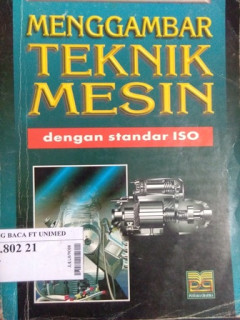 MENGGAMBAR
TEKNIK
MESIN
dengan standar ISO
G BACA FT UNIMED
.802 21